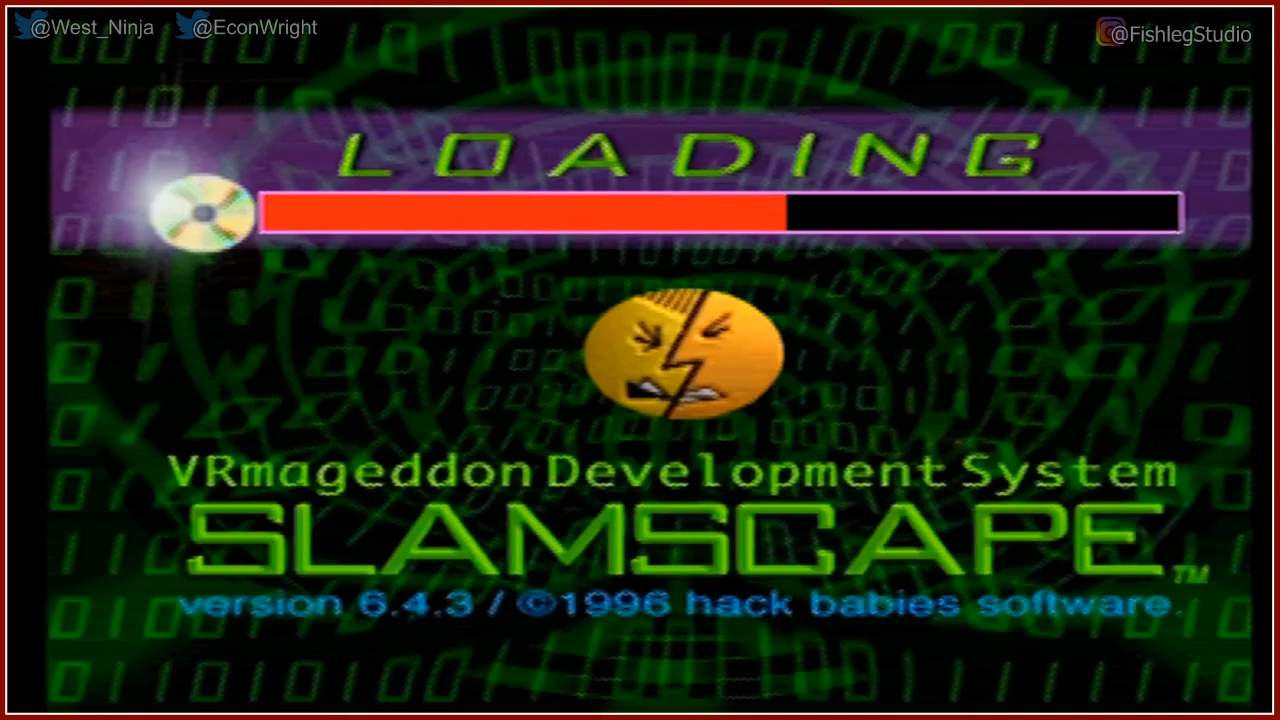 @West_Ninja @EconWright @FishlegStudio
LOADING
VRmageddon Development System
SLAMSCAPE™
version 6.4.3 / ©1996 hack babies software.